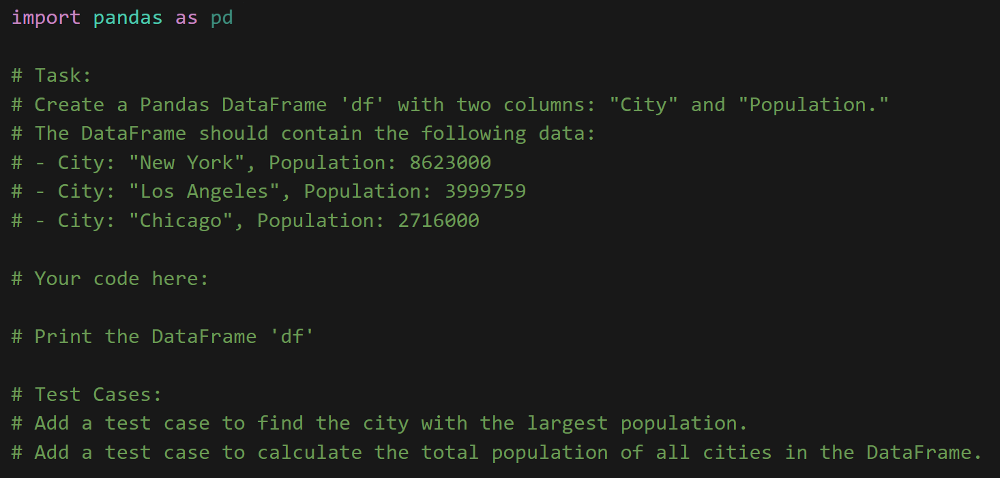 import pandas as pd
# Task:
# Create a Pandas DataFrame 'df' with two columns: "City" and "Population."
# The DataFrame should contain the following data:
# - City: "New York", Population: 8623000
# - City: "Los Angeles", Population: 3999759
# - City: "Chicago", Population: 2716000
# Your code here:
# Print the DataFrame 'df'
# Test Cases:
# Add a test case to find the city with the largest population.
# Add a test case to calculate the total population of all cities in the DataFrame.